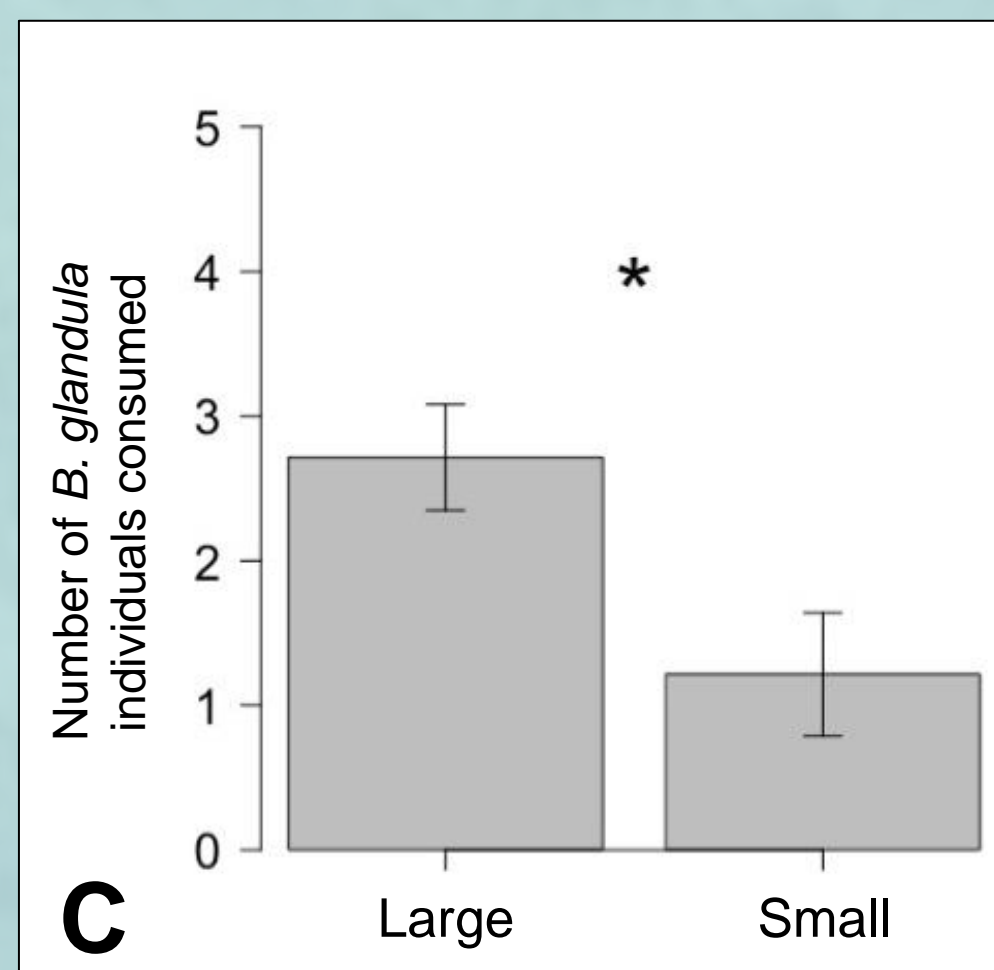 Number of B. glandula
individuals consumed
5
4
3
2
1
0
*
Large Small
C